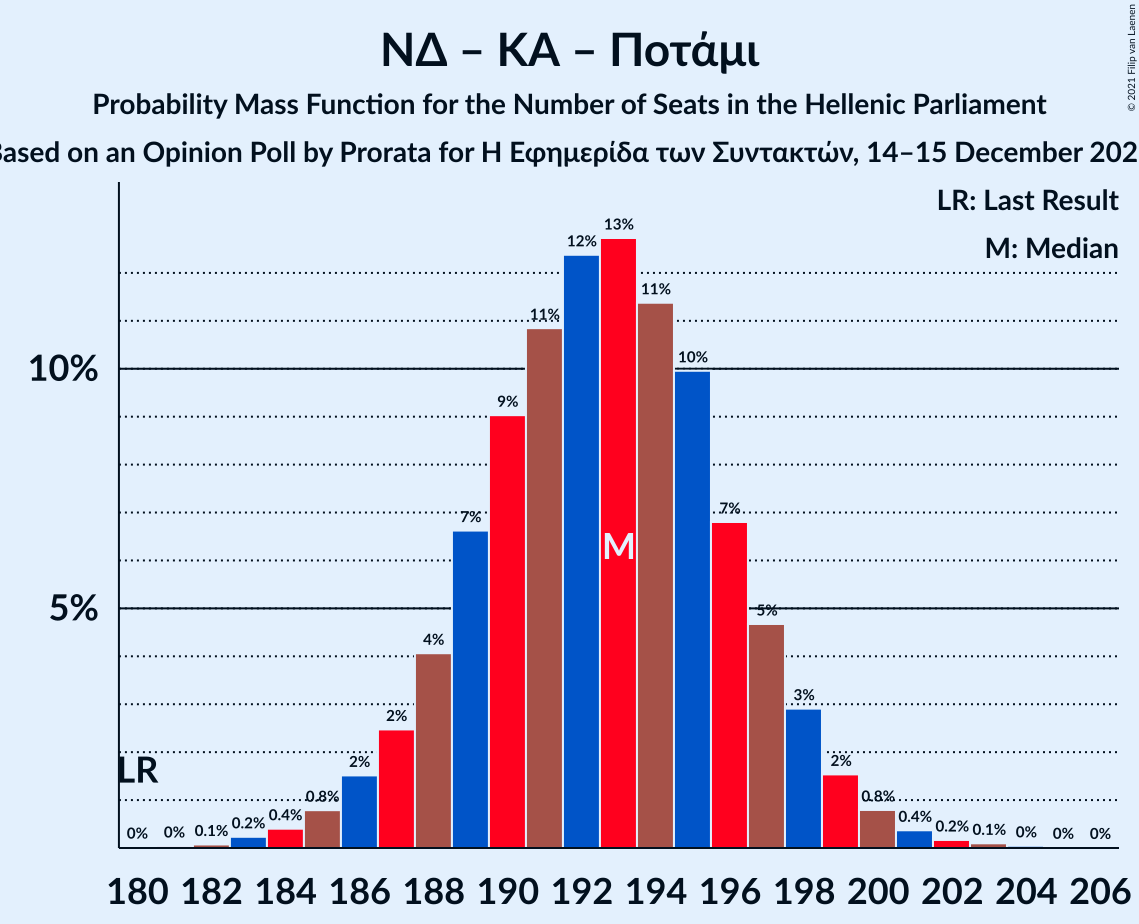 ΝΔ – ΚΑ – Ποτάμι
Probability Mass Function for the Number of Seats in the Hellenic Parliament
Based on an Opinion Poll by Prorata for Η Εφημερίδα των Συντακτών, 14–15 December 202
© 2021 Filip van Laenen
LR: Last Result
M: Median
10%
5%
0% 0% 0.1% 0.2% 0.4% 0.8% 2% 2% 4% 7% 9% 11% 12% 13% 11% 10% 7% 5% 3% 2% 0.8% 0.4% 0.2% 0.1% 0% 0% 0%
M
LR
180 182 184 186 188 190 192 194 196 198 200 202 204 206